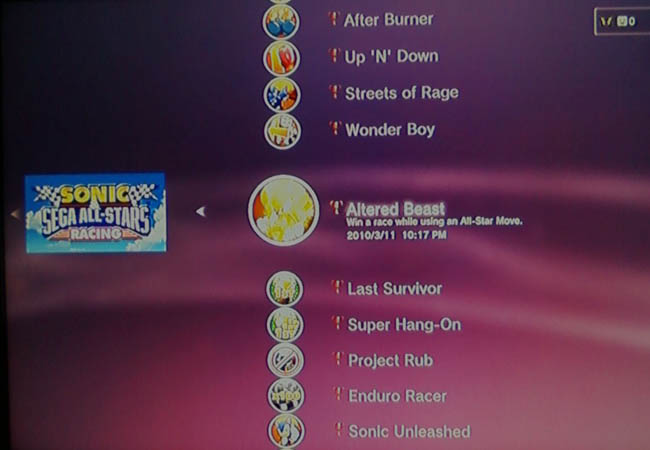 After Burner
0
Up 'N' Down
Streets of Rage
Wonder Boy
SONIC
SEGA ALL-STARS
RACING
Altered Beast
Win a race while using an All-Star Move.
2010/3/11 10:17 PM
Last Survivor
Super Hang-On
Project Rub
Enduro Racer
Sonic Unleashed